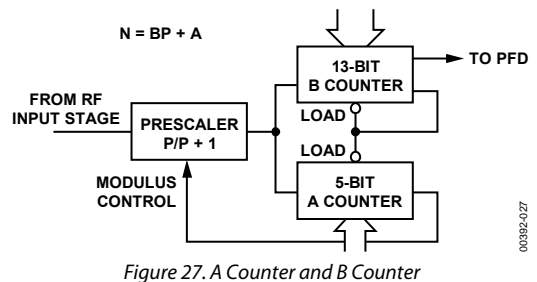 N = BP + A
13-BIT
B COUNTER
TO PFD
FROM RF
INPUT STAGE
PRESCALER
P/P + 1
LOAD
LOAD
MODULUS
CONTROL
5-BIT
A COUNTER
00392-027
Figure 27. A Counter and B Counter